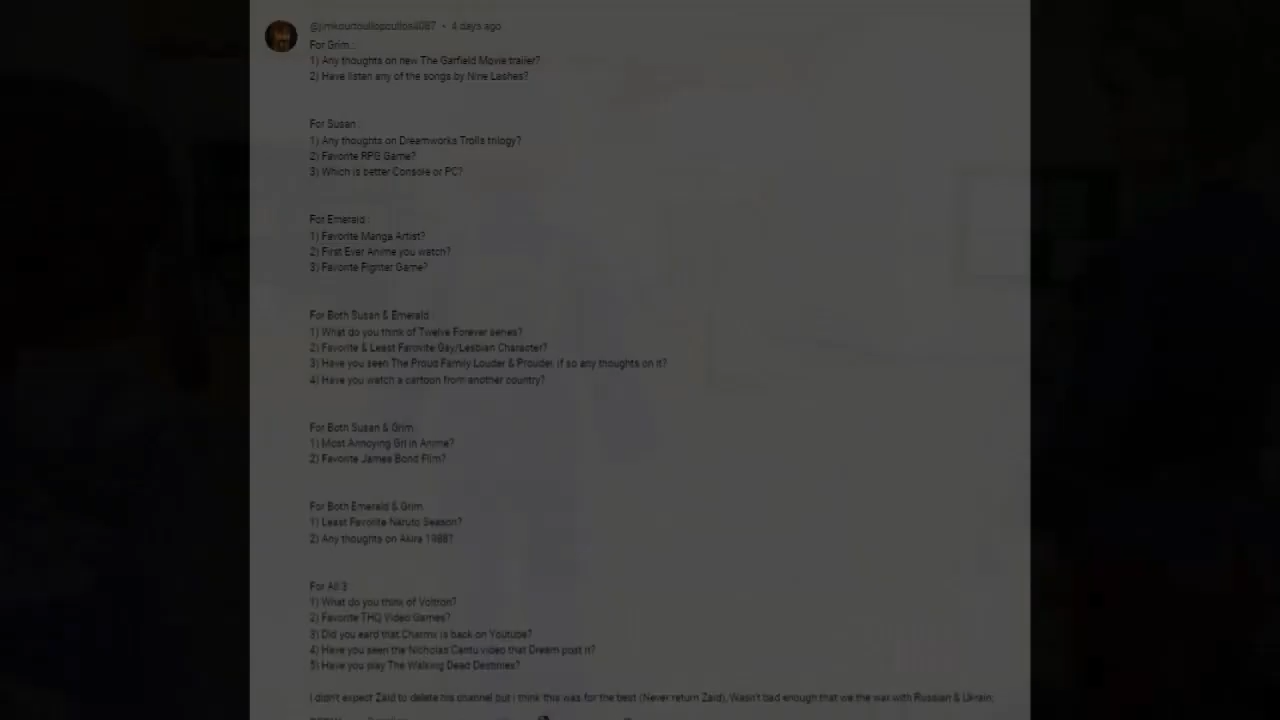 @jimkourtoullopoullos4087 • 4 days ago
For Grim :
1) Any thoughts on new The Garfield Movie trailer?
2) Have listen any of the songs by Nine Lashes?
For Susan :
1) Any thoughts on Dreamworks Trolls trilogy?
2) Favorite RPG Game?
3) Which is better Console or PC?
For Emerald :
1) Favorite Manga Artist?
2) First Ever Anime you watch?
3) Favorite Fighter Game?
For Both Susan & Emerald :
1) What do you think of Twelve Forever series?
2) Favorite & Least Farovite Gay/Lesbian Character?
3) Have you seen The Proud Family Louder & Prouder, if so any thoughts on it?
4) Have you watch a cartoon from another country?
For Both Susan & Grim :
1) Most Annoying Girl in Anime?
2) Favorite James Bond Film?
For Both Emerald & Grim
1) Least Favorite Naruto Season?
2) Any thoughts on Akira 1988?
For All 3
1) What do you think of Voltron?
2) Favorite THQ Video Games?
3) Did you eard that Charmx is back on Youtube?
4) Have you seen the Nicholas Cantu video that Dream post it?
5) Have you play The Walking Dead Destinies?
I didn't expect Zaid to delete his channel but i think this was for the best (Never return Zaid), Wasn't bad enough that we the war with Russian & Ukrain,